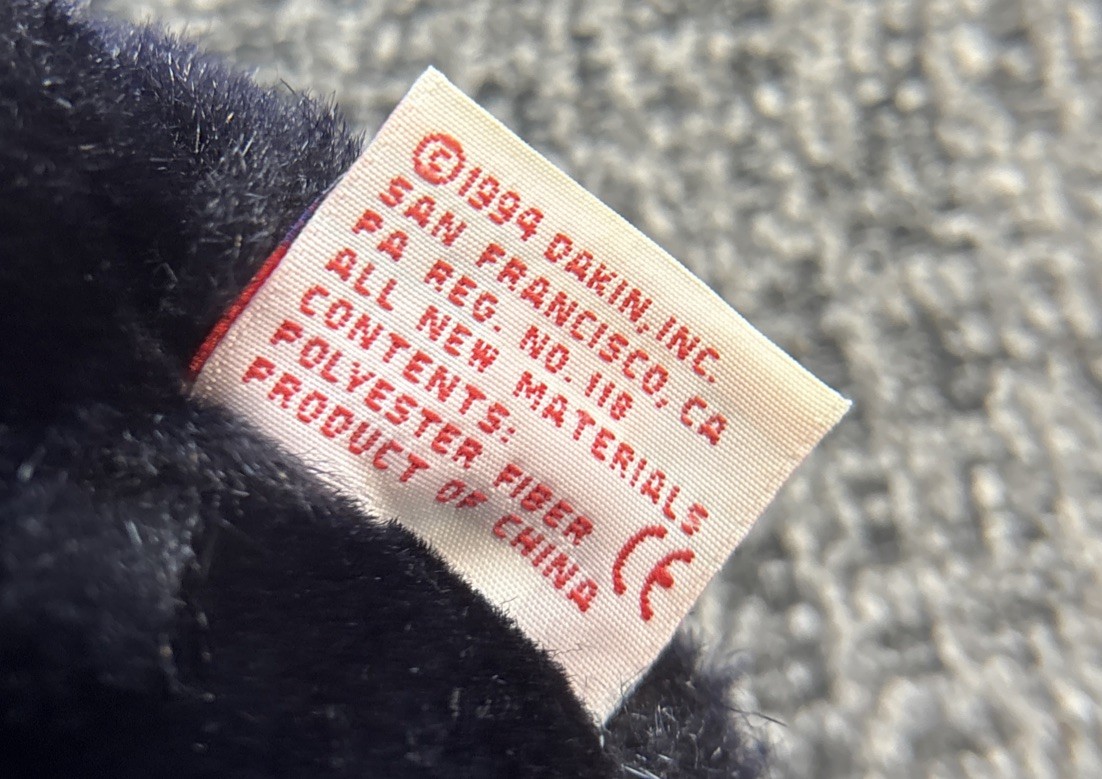 ©1994 DAKIN, INC.
SAN FRANCISCO, CA
PA REG. NO. 118
ALL NEW MATERIALS
CONTENTS:
POLYESTER FIBER
PRODUCT OF CHINA
CE